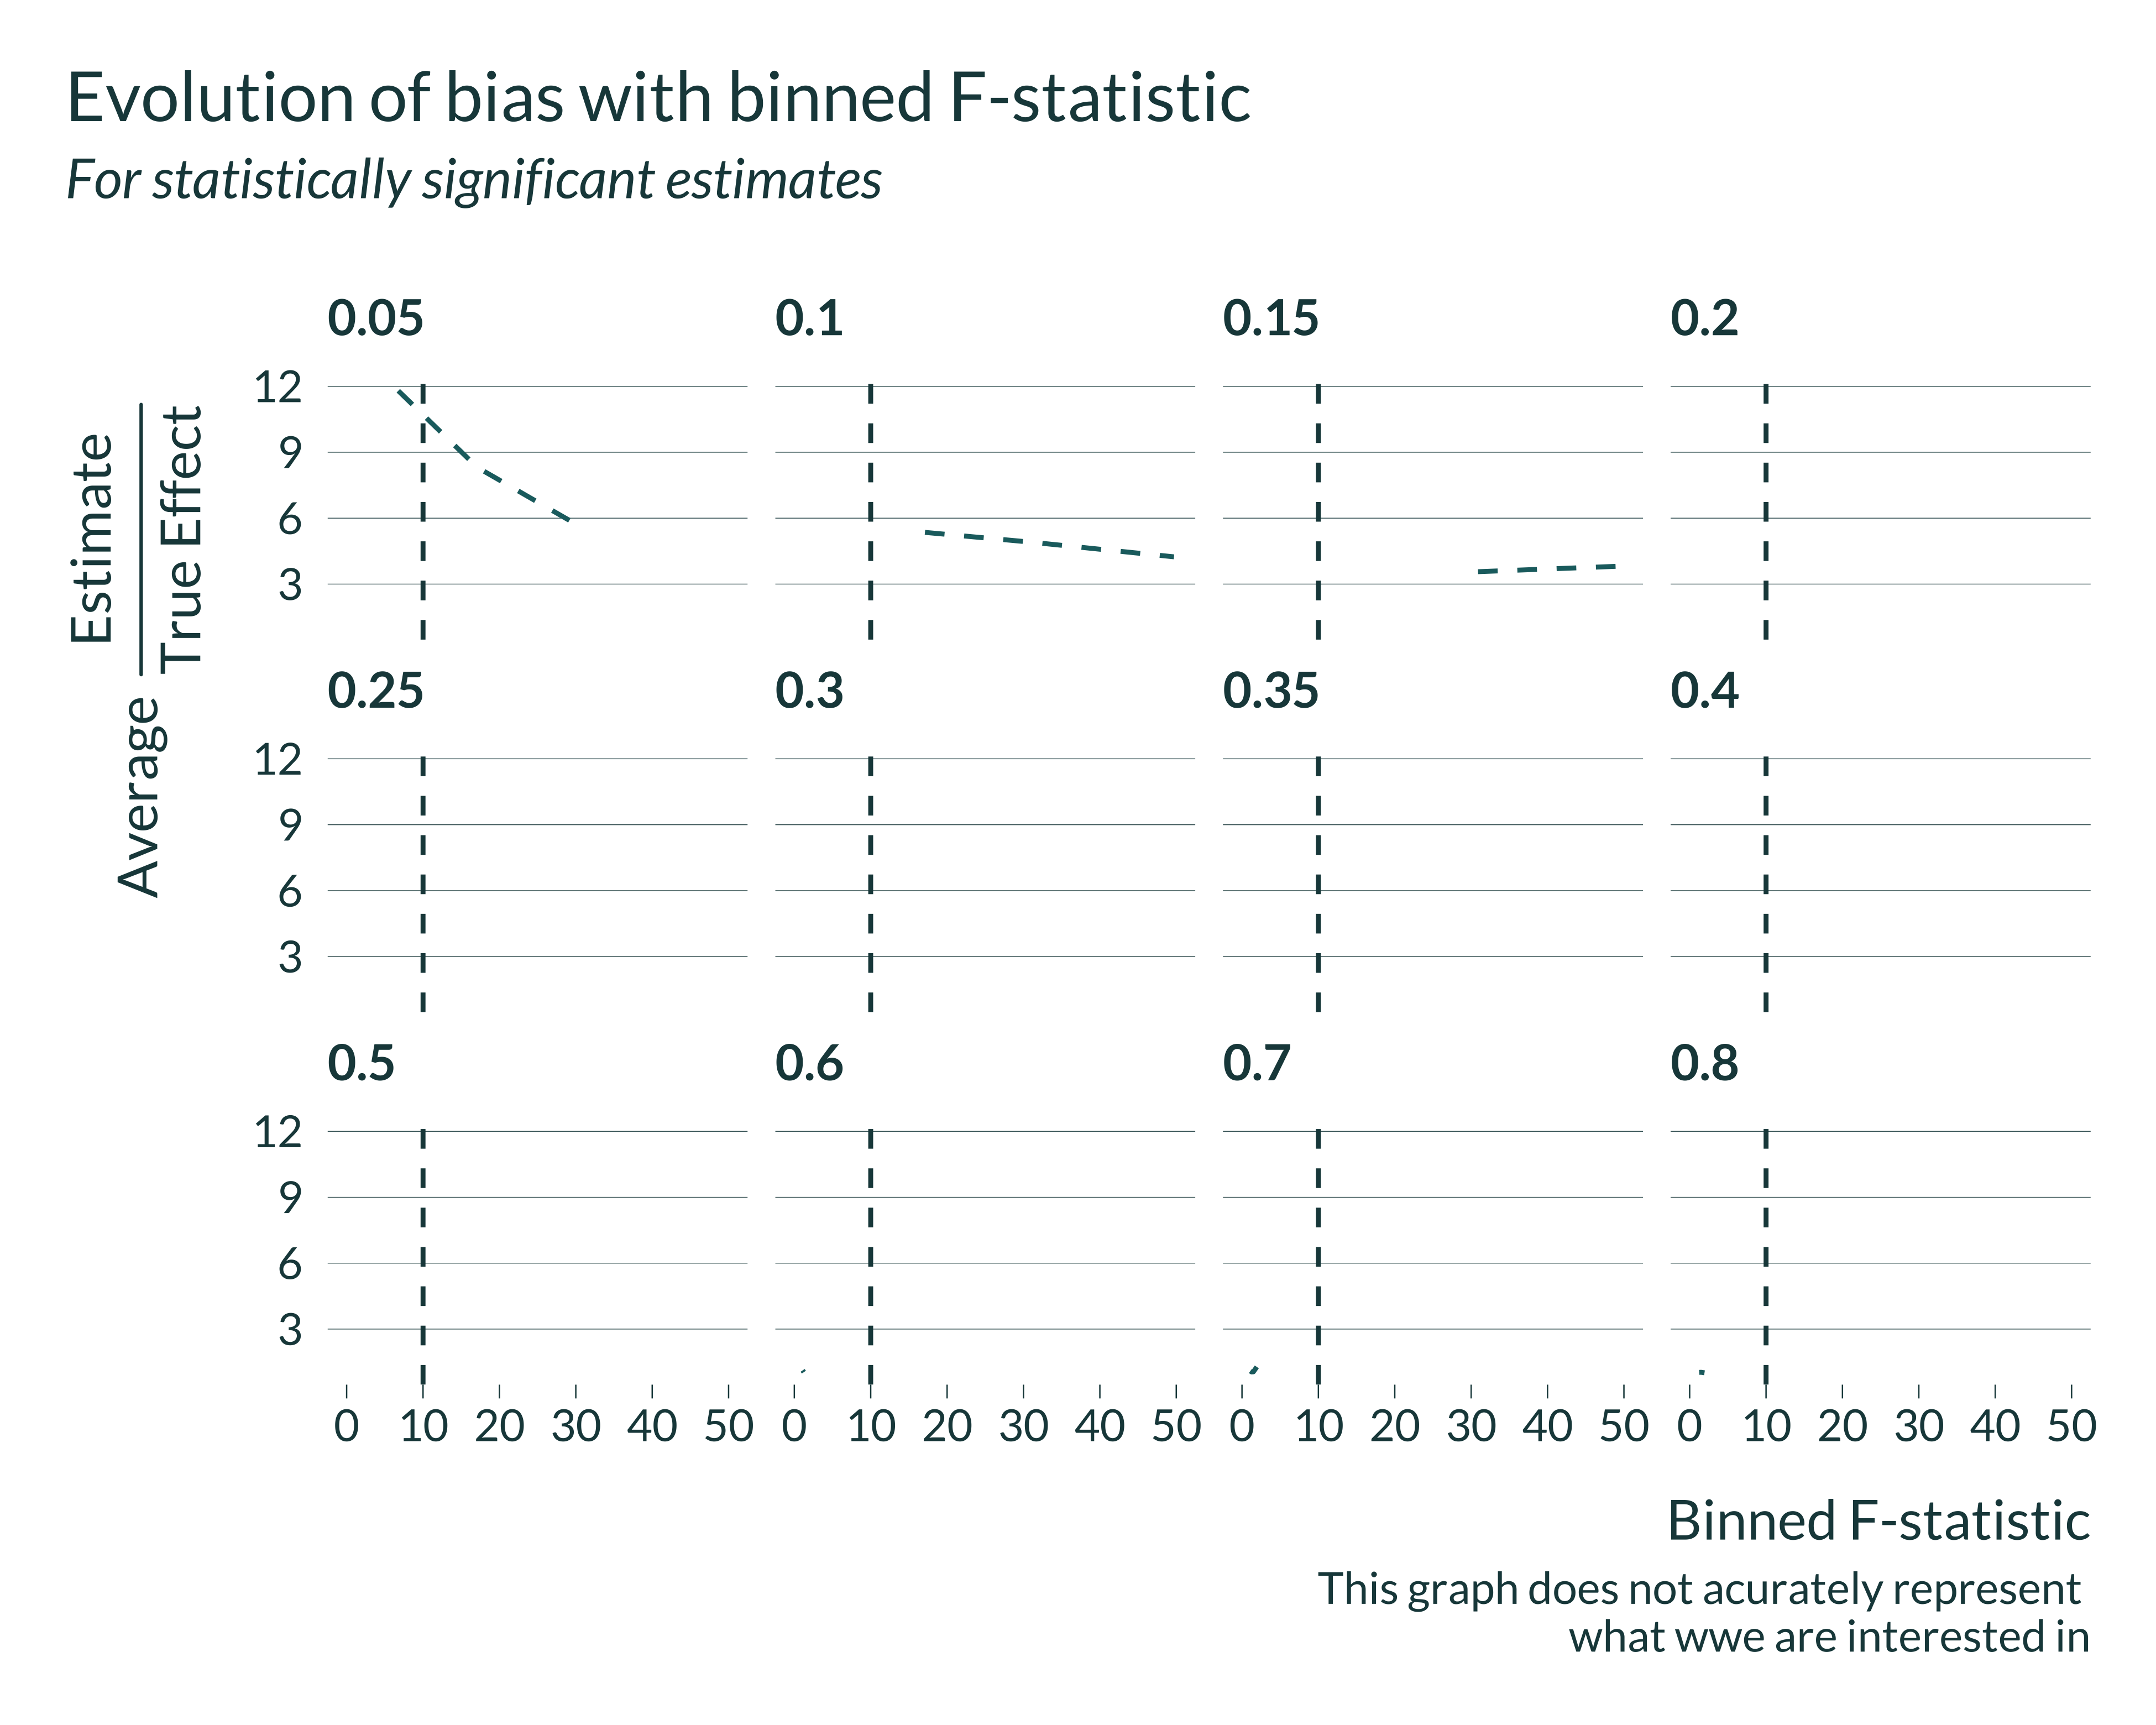 Evolution of bias with binned F-statistic
For statistically significant estimates
Average Estimate
True Effect
0.05 0.1 0.15 0.2
12
9
6
3
0.25 0.3 0.35 0.4
12
9
6
3
0.5 0.6 0.7 0.8
12
9
6
3
0 10 20 30 40 50 0 10 20 30 40 50 0 10 20 30 40 50 0 10 20 30 40 50
Binned F-statistic
This graph does not acurately represent
what wwe are interested in